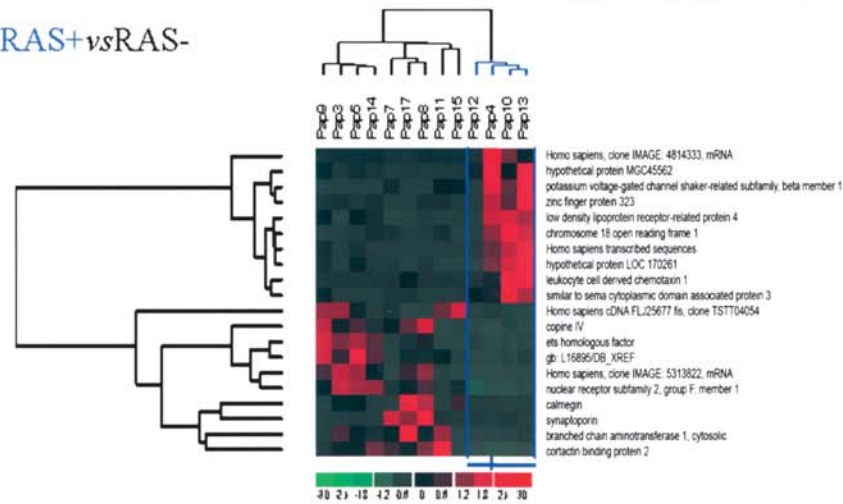 RAS+vsRAS-
Pap9 Pap3 Pap5 Pap14 Pap7 Pap17 Pap8 Pap11 Pap15 Pap12 Pap4 Pap10 Pap13
Homo sapiens, clone IMAGE: 4814333, mRNA
hypothetical protein MGC45562
potassium voltage-gated channel shaker-related subfamily, beta member 1
zinc finger protein 323
low density lipoprotein receptor-related protein 4
chromosome 18 open reading frame 1
Homo sapiens transcribed sequences
hypothetical protein LOC 170261
leukocyte cell derived chemotaxin 1
similar to sema cytoplasmic domain associated protein 3
Homo sapiens cDNA FLJ25677 fis, clone TSTT04054
copine IV
ets homologous factor
gb: L16895/DB_XREF
Homo sapiens, clone IMAGE: 5313822, mRNA
nuclear receptor subfamily 2, group F, member 1
calmegin
synaptoporin
branched chain aminotransferase 1, cytosolic
cortactin binding protein 2